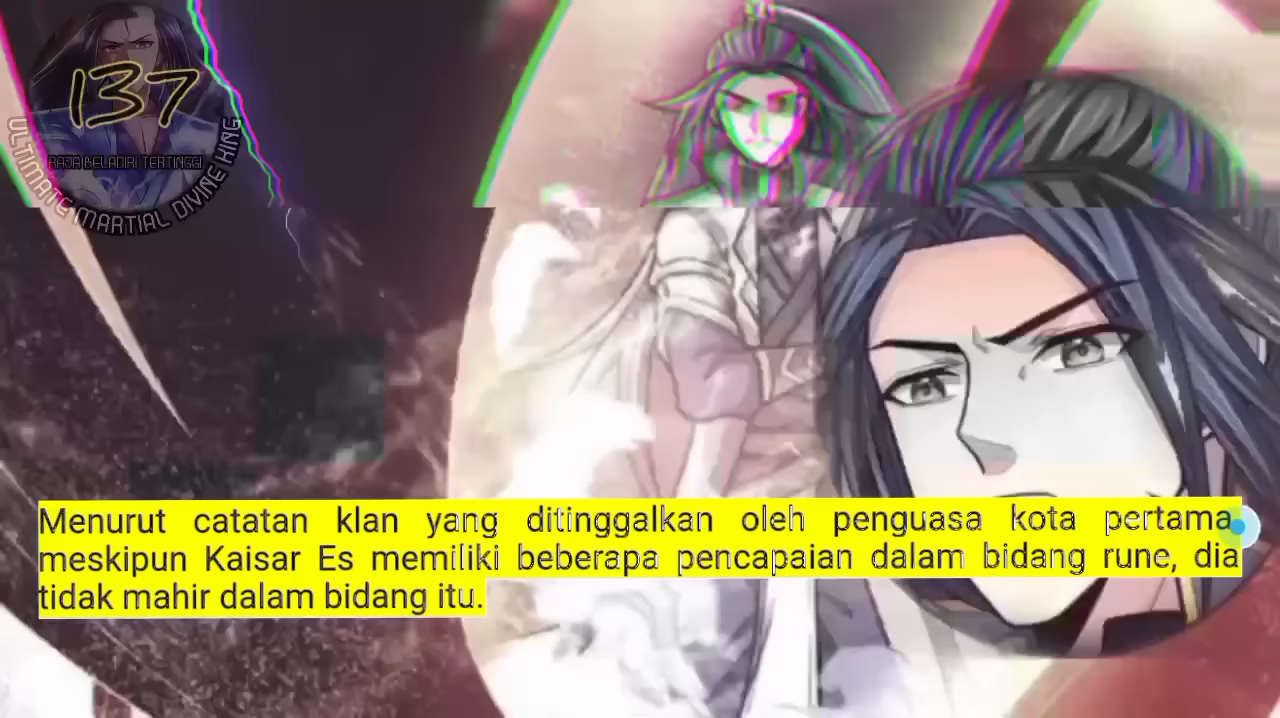 137
RAJA BELADIRI TERTINGGI
ULTIMATE MARTIAL DIVINE KING
Menurut catatan klan yang ditinggalkan oleh penguasa kota pertama,
meskipun Kaisar Es memiliki beberapa pencapaian dalam bidang rune, dia
tidak mahir dalam bidang itu.